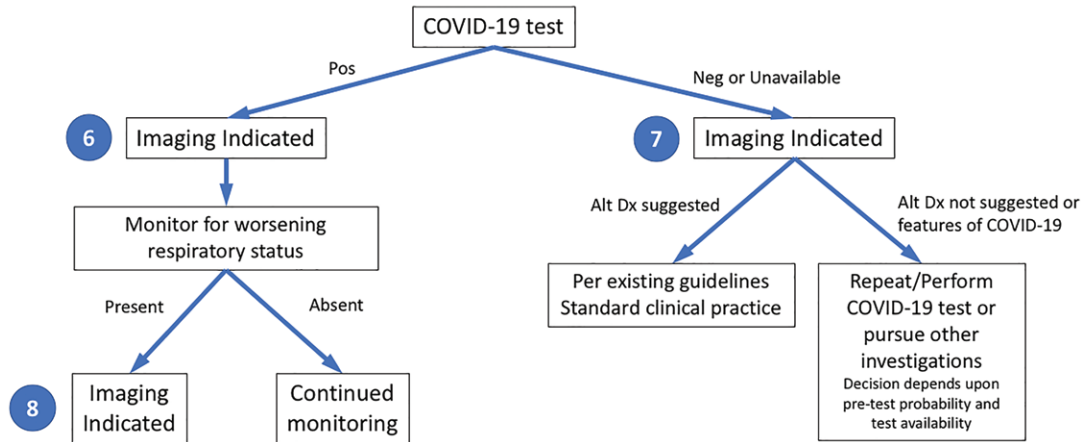 COVID-19 test
Pos
Neg or Unavailable
6
Imaging Indicated
7
Imaging Indicated
Monitor for worsening
respiratory status
Alt Dx suggested
Alt Dx not suggested or
features of COVID-19
Present
Absent
Per existing guidelines
Standard clinical practice
Repeat/Perform
COVID-19 test or
pursue other
investigations
Decision depends upon
pre-test probability and
test availability
8
Imaging
Indicated
Continued
monitoring